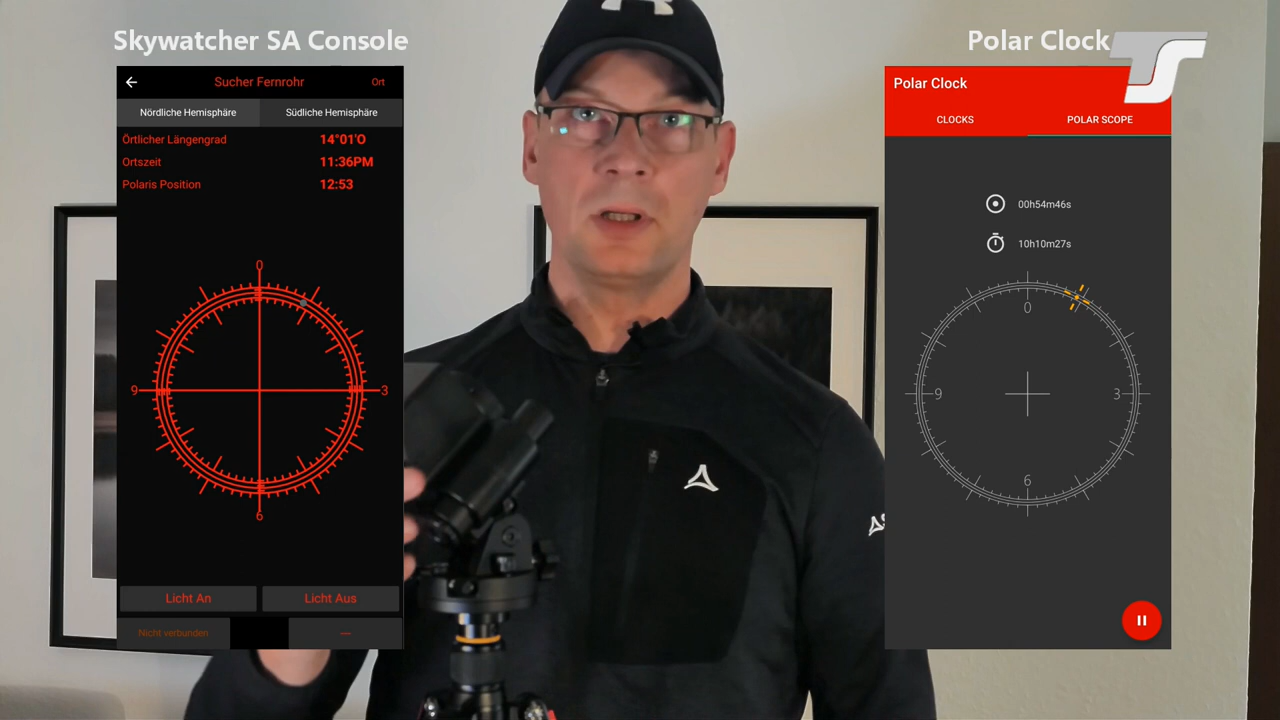 Skywatcher SA Console
Sucher Fernrohr
Ort
Nördliche Hemisphäre
Südliche Hemisphäre
Örtlicher Längengrad
14°01'O
Ortszeit
11:36PM
Polaris Position
12:53
0
9
3
6
Licht An
Licht Aus
Nicht verbunden
---
Polar Clock
TS
Polar Clock
CLOCKS
POLAR SCOPE
00h54m46s
10h10m27s
0
9
3
6